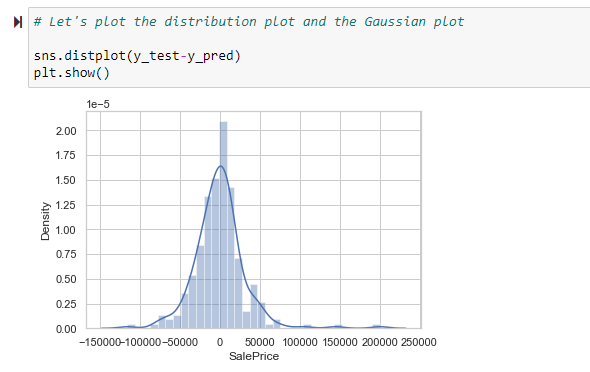 # Let's plot the distribution plot and the Gaussian plot
sns.distplot(y_test-y_pred)
plt.show()
1e−5
2.00
1.75
1.50
1.25
1.00
0.75
0.50
0.25
0.00
Density
−150000−100000−50000 0 50000 100000 150000 200000 250000
SalePrice